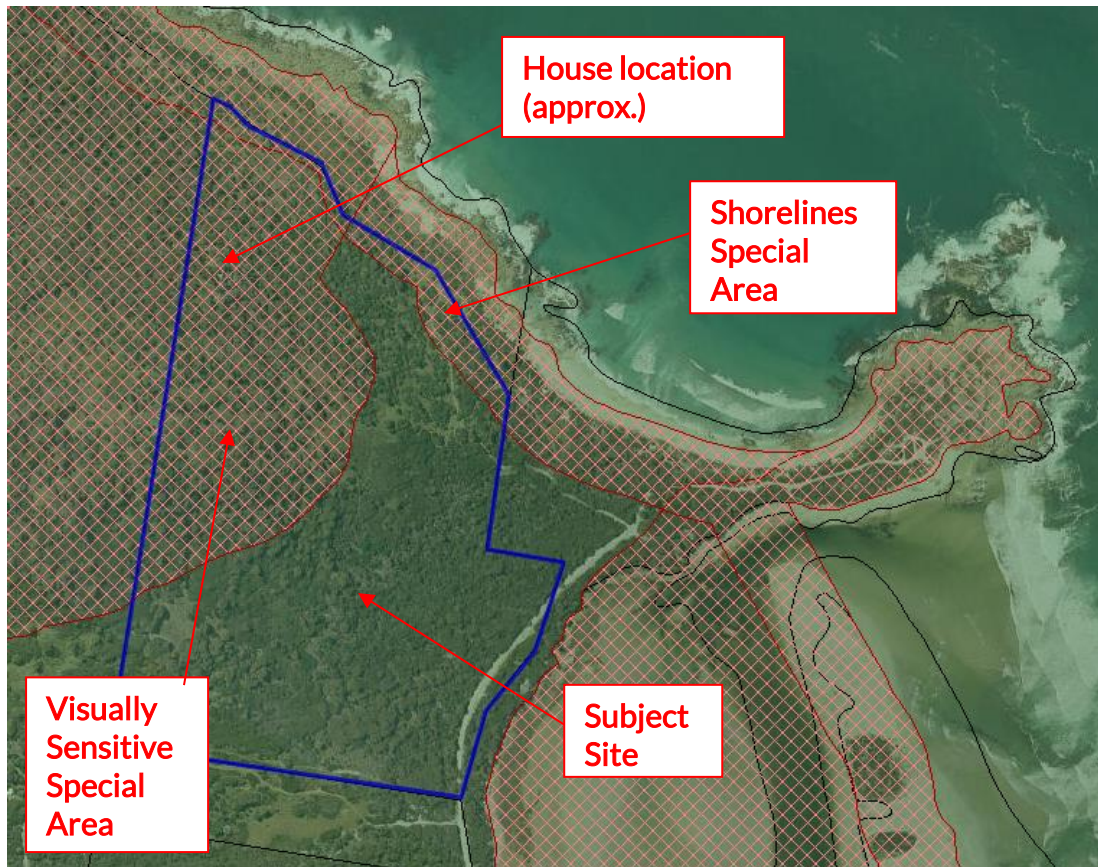 House location
(approx.)
Shorelines
Special
Area
Visually
Sensitive
Special
Area
Subject
Site